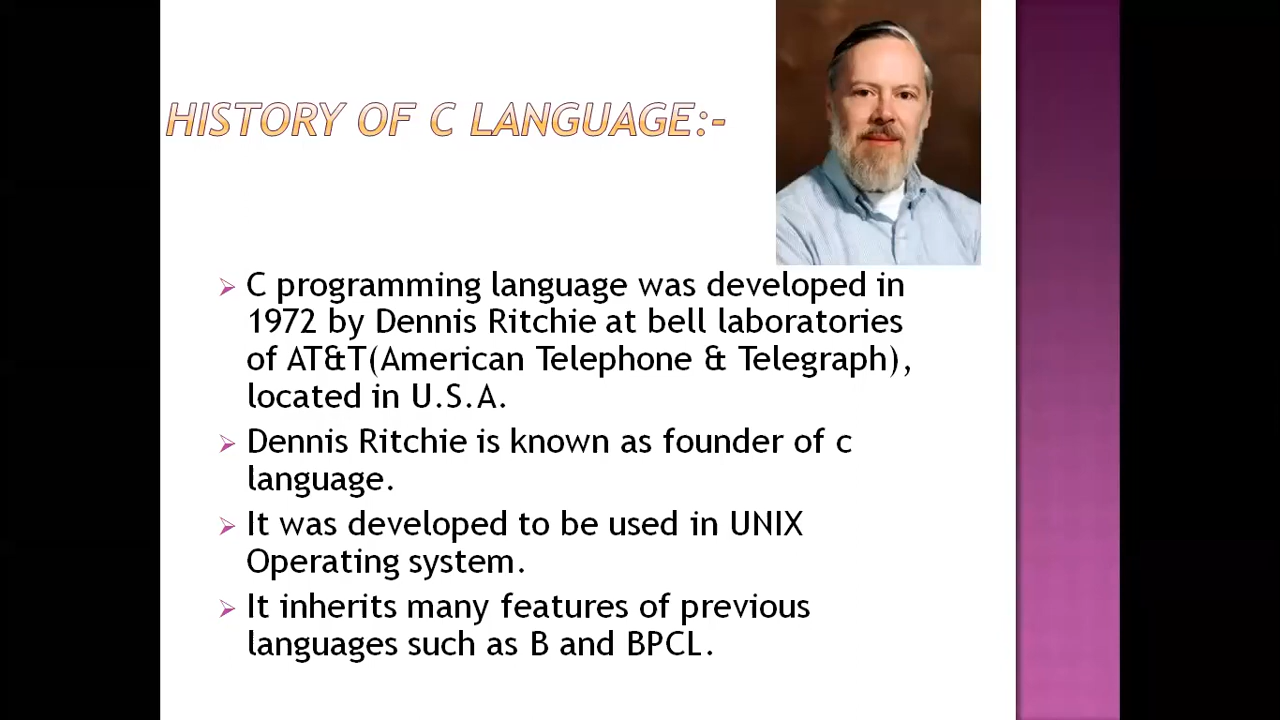 HISTORY OF C LANGUAGE:-
➢ C programming language was developed in
1972 by Dennis Ritchie at bell laboratories
of AT&T(American Telephone & Telegraph),
located in U.S.A.
➢ Dennis Ritchie is known as founder of c
language.
➢ It was developed to be used in UNIX
Operating system.
➢ It inherits many features of previous
languages such as B and BPCL.